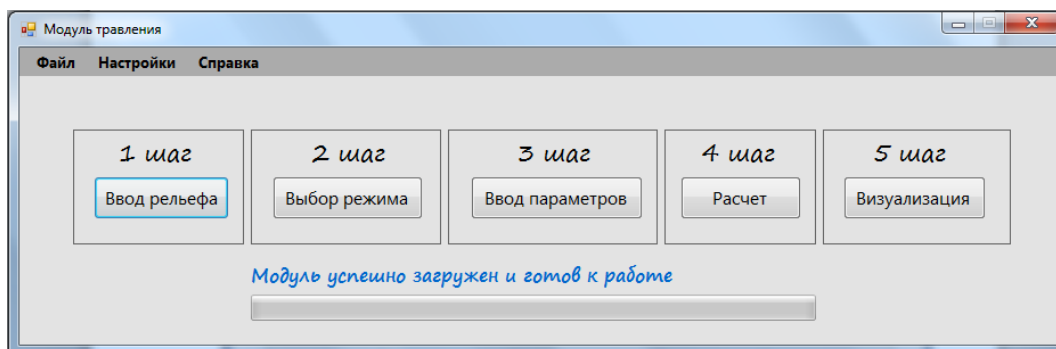 Модуль травления
Файл Настройки Справка
1 шаг 2 шаг 3 шаг 4 шаг 5 шаг
Ввод рельефа Выбор режима Ввод параметров Расчет Визуализация
Модуль успешно загружен и готов к работе